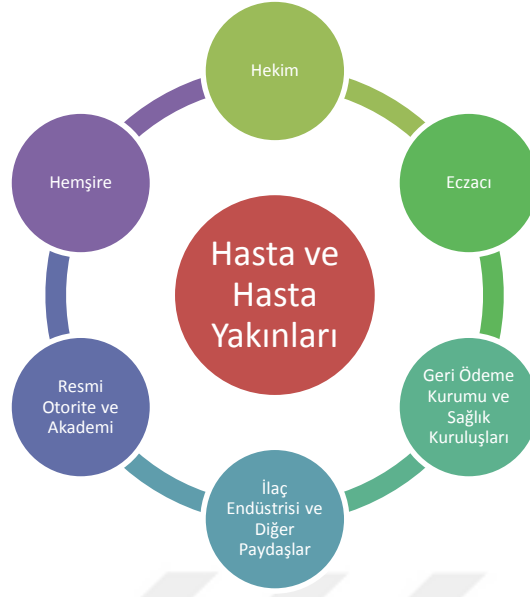 Hekim
Eczacı
Geri Ödeme
Kurumu ve
Sağlık
Kuruluşları
İlaç
Endüstrisi ve
Diğer
Paydaşlar
Resmi
Otorite ve
Akademi
Hemşire
Hasta ve
Hasta
Yakınları